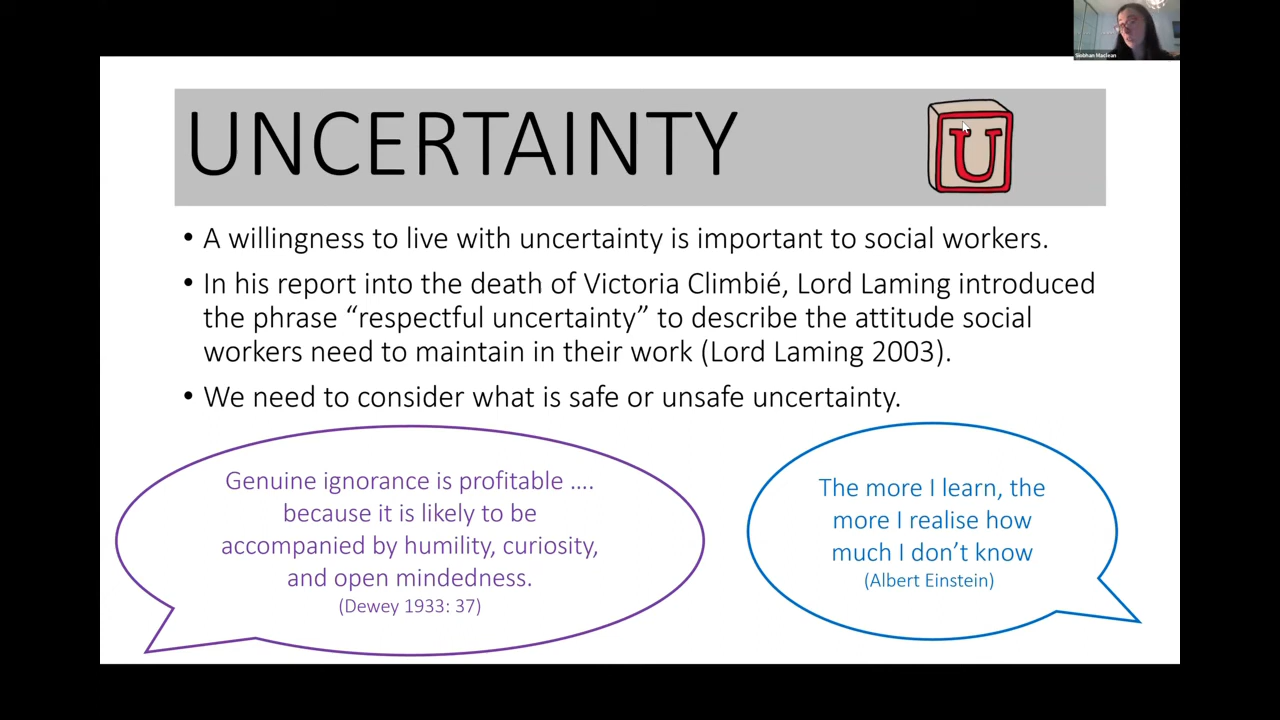 Siobhan Maclean
UNCERTAINTY
U
• A willingness to live with uncertainty is important to social workers.
• In his report into the death of Victoria Climbié, Lord Laming introduced
the phrase “respectful uncertainty” to describe the attitude social
workers need to maintain in their work (Lord Laming 2003).
• We need to consider what is safe or unsafe uncertainty.
Genuine ignorance is profitable ….
because it is likely to be
accompanied by humility, curiosity,
and open mindedness.
(Dewey 1933: 37)
The more I learn, the
more I realise how
much I don’t know
(Albert Einstein)